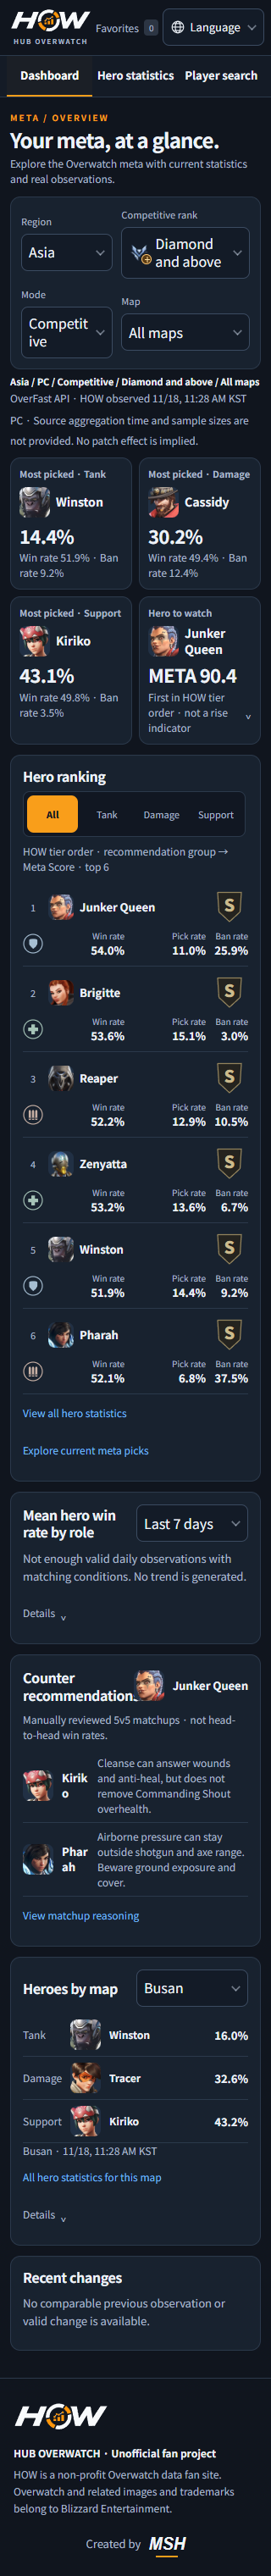 HOW
HUB OVERWATCH
Favorites 0
Language
Dashboard
Hero statistics
Player search
META / OVERVIEW
Your meta, at a glance.
Explore the Overwatch meta with current statistics
and real observations.
Region
Asia
Competitive rank
Diamond
and above
Mode
Competit
ive
Map
All maps
Asia / PC / Competitive / Diamond and above / All maps
OverFast API · HOW observed 11/18, 11:28 AM KST
PC · Source aggregation time and sample sizes are
not provided. No patch effect is implied.
Most picked · Tank
Winston
14.4%
Win rate 51.9% · Ban
rate 9.2%
Most picked · Damage
Cassidy
30.2%
Win rate 49.4% · Ban
rate 12.4%
Most picked · Support
Kiriko
43.1%
Win rate 49.8% · Ban
rate 3.5%
Hero to watch
Junker
Queen
META 90.4
First in HOW tier
order · not a rise
indicator
Hero ranking
All
Tank
Damage
Support
HOW tier order · recommendation group →
Meta Score · top 6
1 Junker Queen S
Win rate Pick rate Ban rate
54.0% 11.0% 25.9%
2 Brigitte S
Win rate Pick rate Ban rate
53.6% 15.1% 3.0%
3 Reaper S
Win rate Pick rate Ban rate
52.2% 12.9% 10.5%
4 Zenyatta S
Win rate Pick rate Ban rate
53.2% 13.6% 6.7%
5 Winston S
Win rate Pick rate Ban rate
51.9% 14.4% 9.2%
6 Pharah S
Win rate Pick rate Ban rate
52.1% 6.8% 37.5%
View all hero statistics
Explore current meta picks
Mean hero win
rate by role
Last 7 days
Not enough valid daily observations with
matching conditions. No trend is generated.
Details
Counter
recommendations
Junker Queen
Manually reviewed 5v5 matchups · not head-
to-head win rates.
Kirik
o
Cleanse can answer wounds
and anti-heal, but does not
remove Commanding Shout
overhealth.
Phar
ah
Airborne pressure can stay
outside shotgun and axe range.
Beware ground exposure and
cover.
View matchup reasoning
Heroes by map
Busan
Tank Winston 16.0%
Damage Tracer 32.6%
Support Kiriko 43.2%
Busan · 11/18, 11:28 AM KST
All hero statistics for this map
Details
Recent changes
No comparable previous observation or
valid change is available.
HOW
HUB OVERWATCH · Unofficial fan project
HOW is a non-profit Overwatch data fan site.
Overwatch and related images and trademarks
belong to Blizzard Entertainment.
Created by MSH